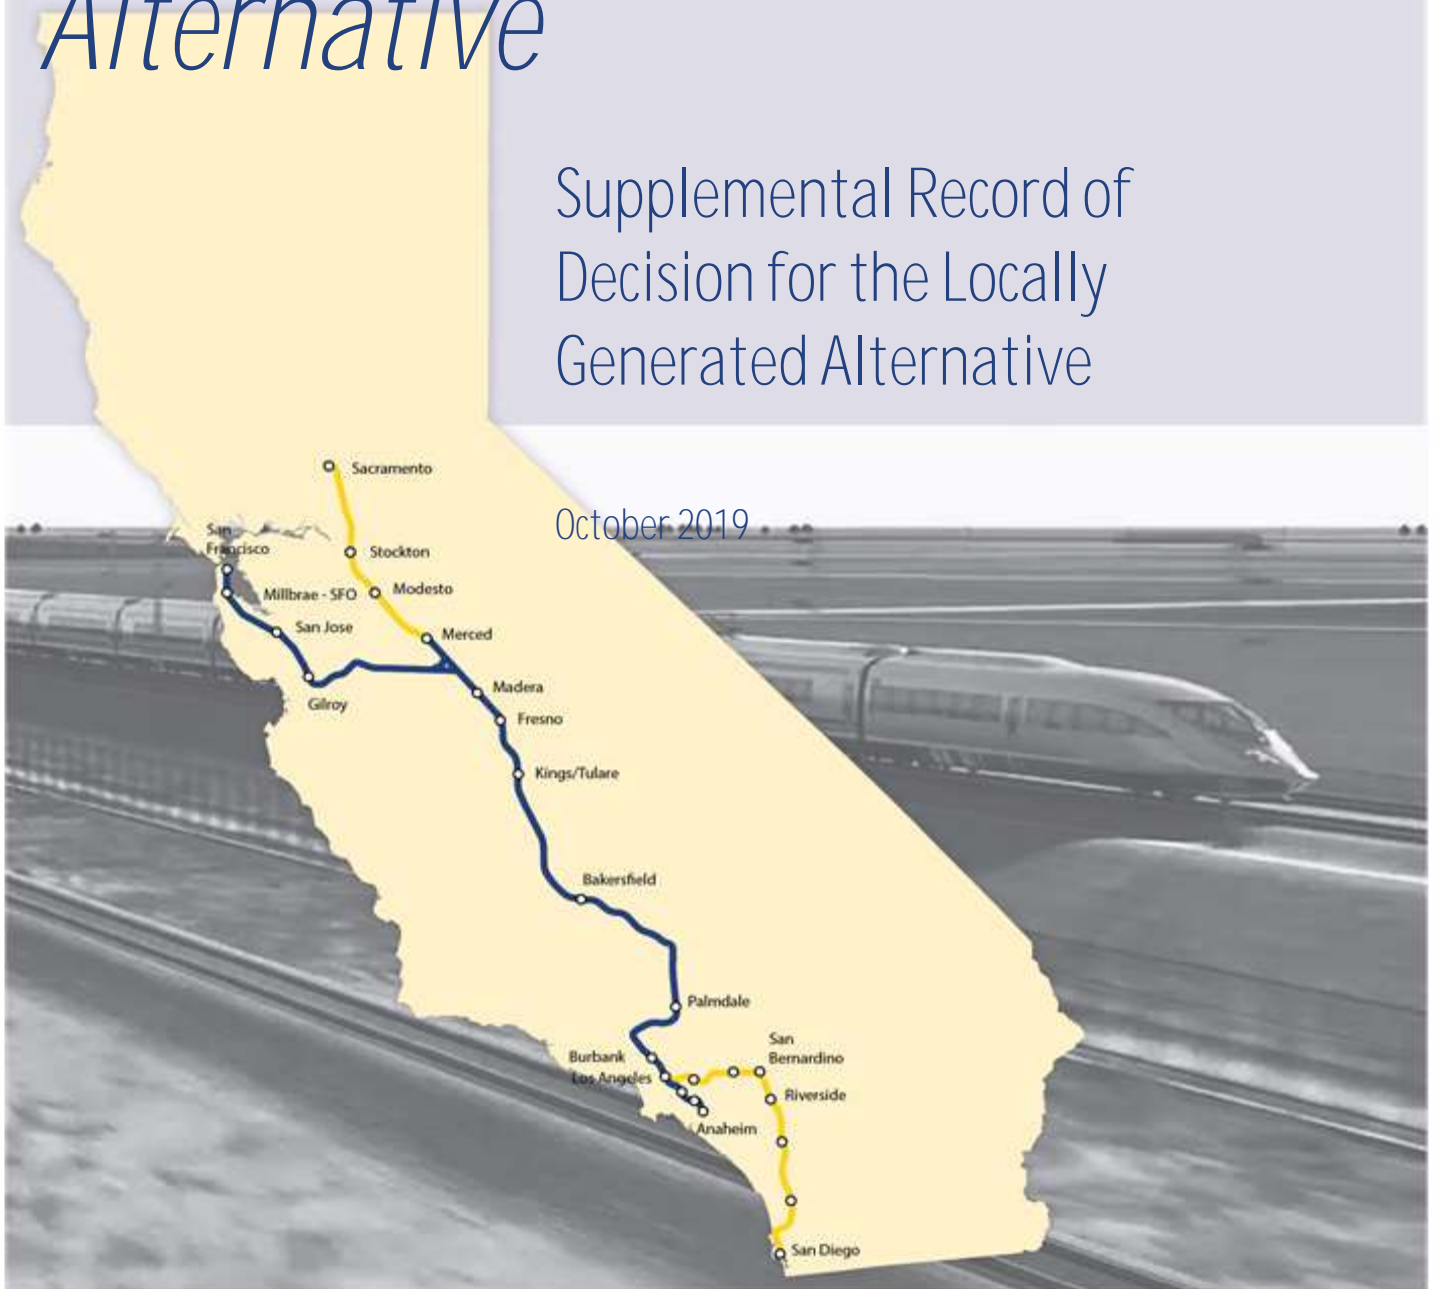 Alternative
Supplemental Record of
Decision for the Locally
Generated Alternative
October 2019
Sacramento
San
Francisco
Stockton
Millbrae - SFO
Modesto
San Jose
Merced
Gilroy
Madera
Fresno
Kings/Tulare
Bakersfield
Palmdale
San
Bernardino
Burbank
Los Angeles
Riverside
Anaheim
San Diego